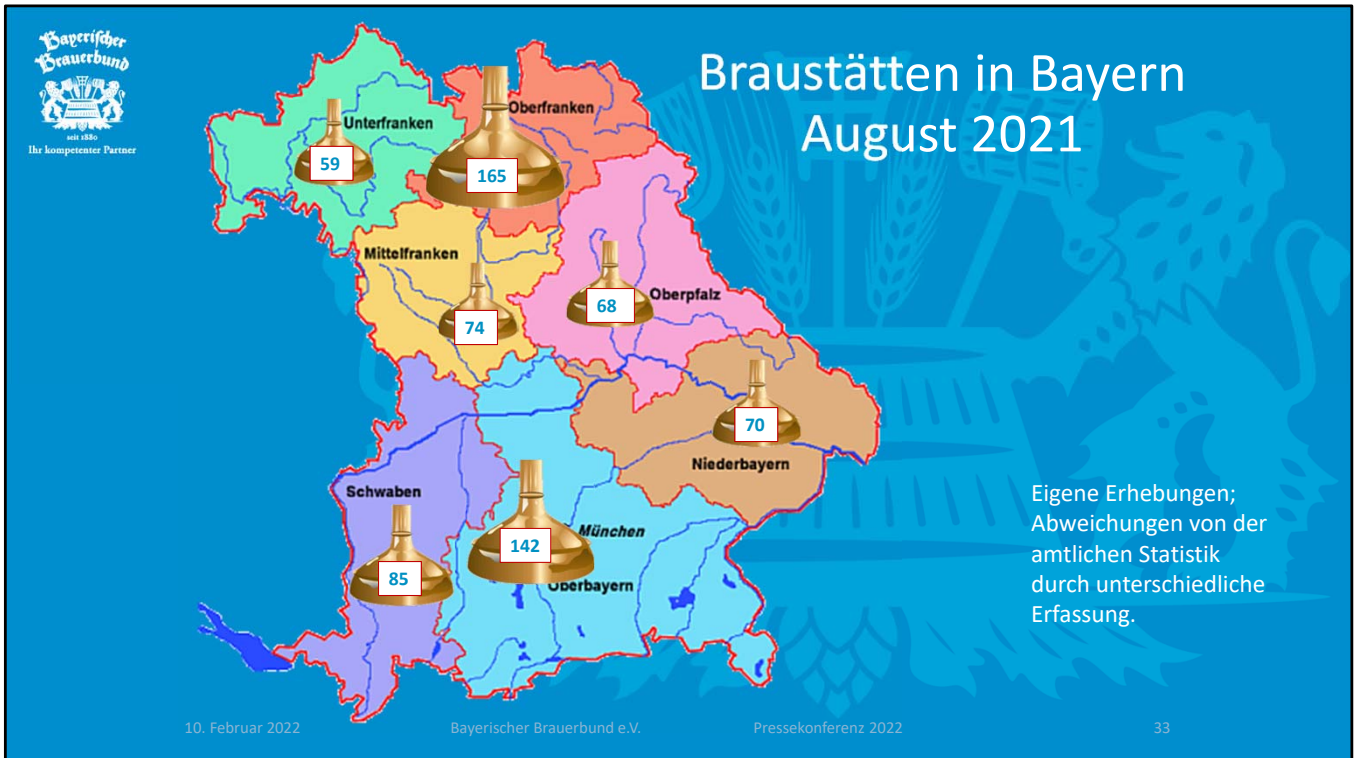 Bayerischer
Brauerbund
seit 1880
Ihr kompetenter Partner
Braustätten in Bayern
August 2021
Unterfranken
59
Oberfranken
165
Mittelfranken
74
Oberpfalz
68
Niederbayern
70
Schwaben
85
München
142
Oberbayern
Eigene Erhebungen;
Abweichungen von der
amtlichen Statistik
durch unterschiedliche
Erfassung.
10. Februar 2022
Bayerischer Brauerbund e.V.
Pressekonferenz 2022
33